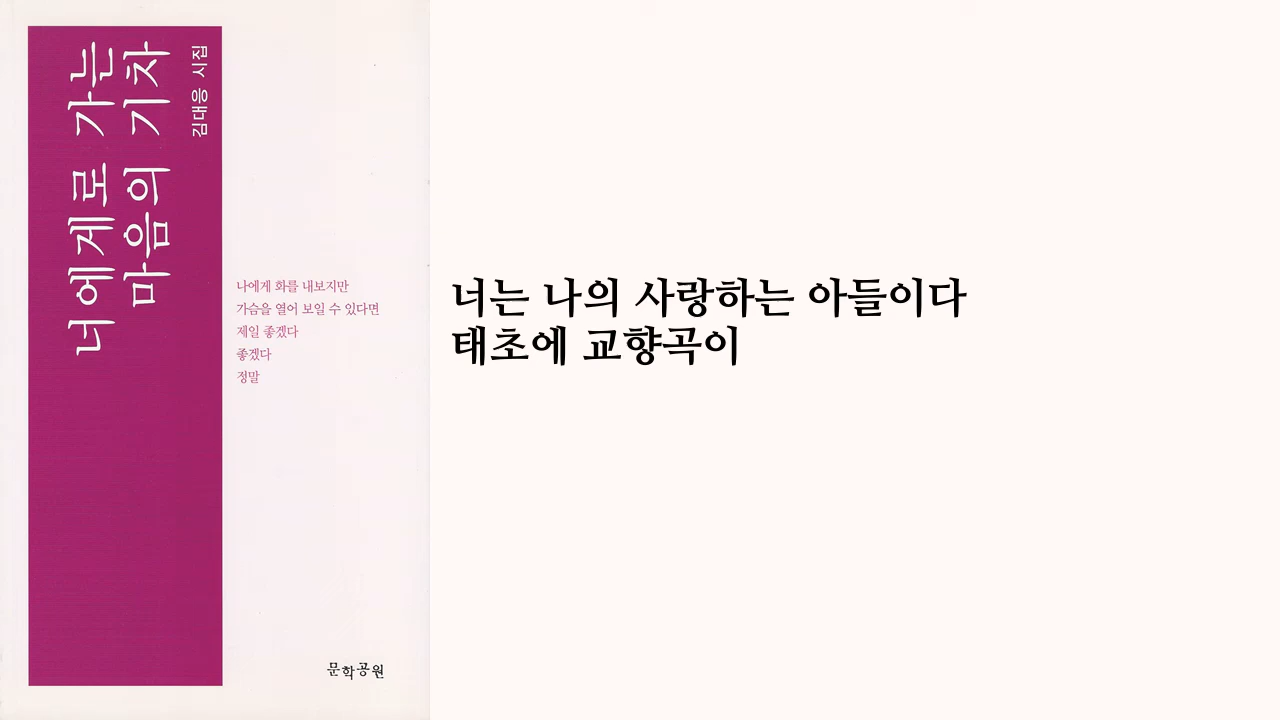 너에게로 가는
마음의 기차
김대응 시집
나에게 화를 내보지만
가슴을 열어 보일 수 있다면
제일 좋겠다
좋겠다
정말
문학공원
너는 나의 사랑하는 아들이다
태초에 교향곡이